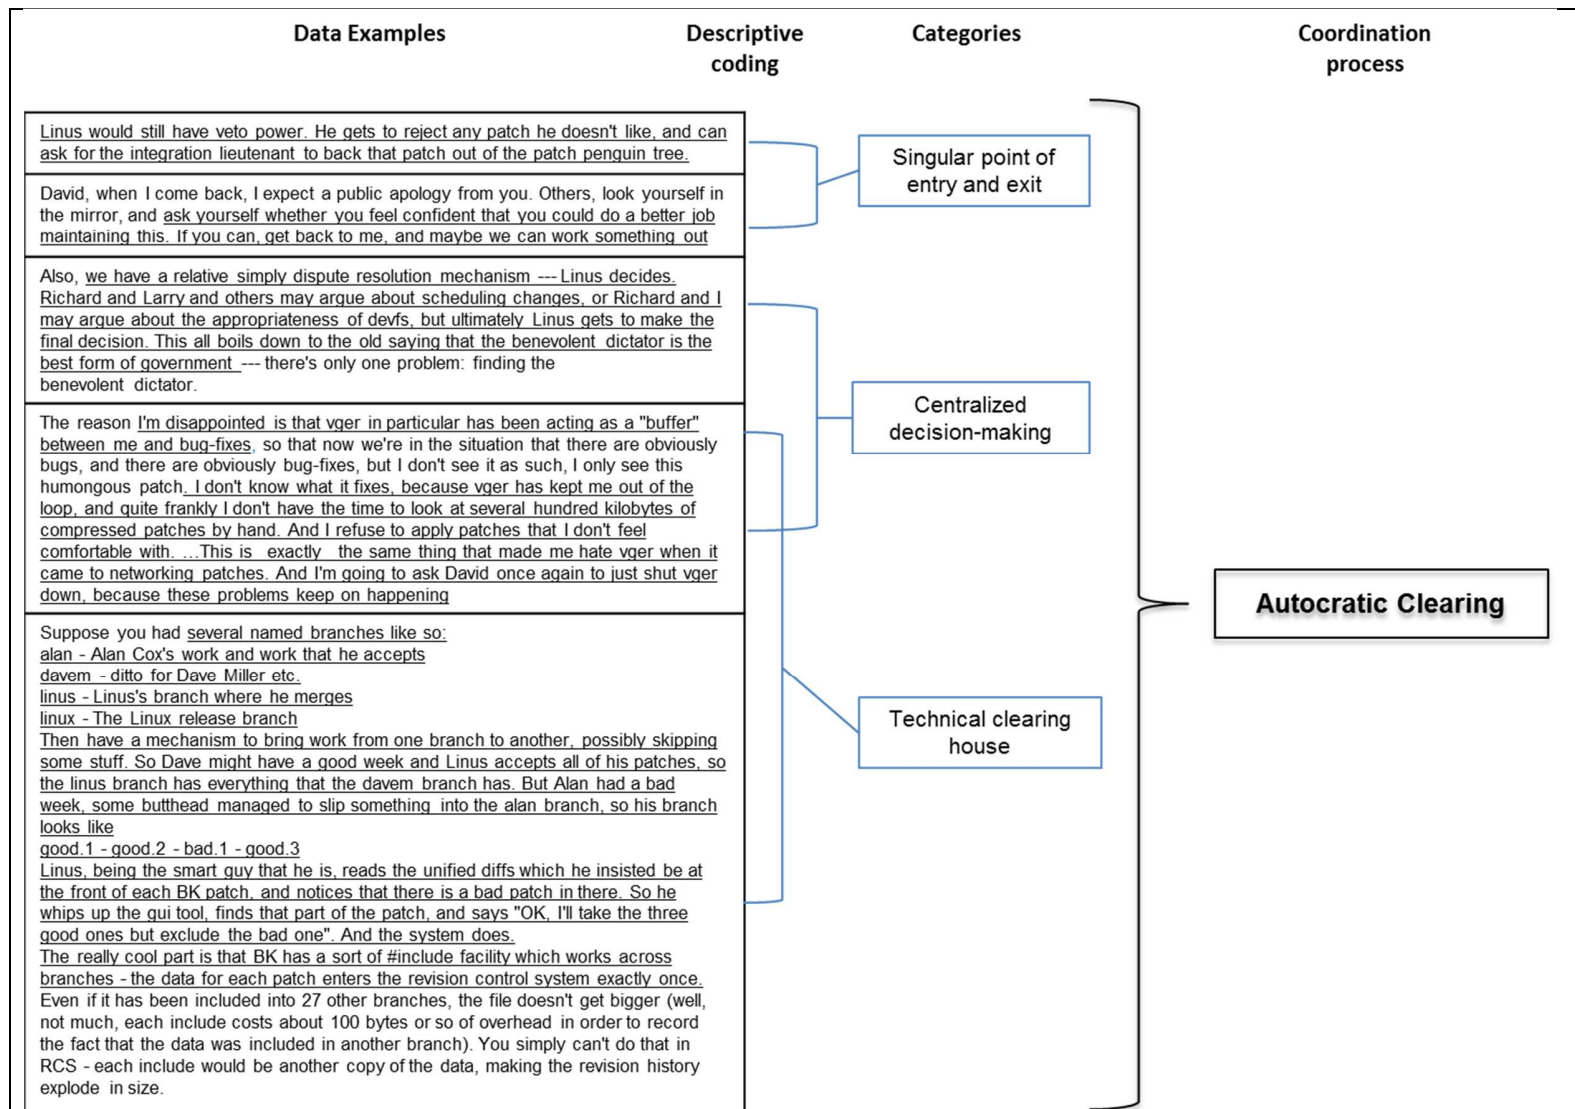 Data Examples
Descriptive
coding
Categories
Coordination
process
Linus would still have veto power. He gets to reject any patch he doesn't like, and can
ask for the integration lieutenant to back that patch out of the patch penguin tree.
David, when I come back, I expect a public apology from you. Others, look yourself in
the mirror, and ask yourself whether you feel confident that you could do a better job
maintaining this. If you can, get back to me, and maybe we can work something out
Also, we have a relative simply dispute resolution mechanism --- Linus decides.
Richard and Larry and others may argue about scheduling changes, or Richard and I
may argue about the appropriateness of devfs, but ultimately Linus gets to make the
final decision. This all boils down to the old saying that the benevolent dictator is the
best form of government --- there's only one problem: finding the
benevolent dictator.
The reason I'm disappointed is that vger in particular has been acting as a "buffer"
between me and bug-fixes, so that now we're in the situation that there are obviously
bugs, and there are obviously bug-fixes, but I don't see it as such, I only see this
humongous patch. I don't know what it fixes, because vger has kept me out of the
loop, and quite frankly I don't have the time to look at several hundred kilobytes of
compressed patches by hand. And I refuse to apply patches that I don't feel
comfortable with. ...This is exactly the same thing that made me hate vger when it
came to networking patches. And I'm going to ask David once again to just shut vger
down, because these problems keep on happening
Suppose you had several named branches like so:
alan - Alan Cox's work and work that he accepts
davem - ditto for Dave Miller etc.
linus - Linus's branch where he merges
linux - The Linux release branch
Then have a mechanism to bring work from one branch to another, possibly skipping
some stuff. So Dave might have a good week and Linus accepts all of his patches, so
the linus branch has everything that the davem branch has. But Alan had a bad
week, some butthead managed to slip something into the alan branch, so his branch
looks like
good.1 - good.2 - bad.1 - good.3
Linus, being the smart guy that he is, reads the unified diffs which he insisted be at
the front of each BK patch, and notices that there is a bad patch in there. So he
whips up the gui tool, finds that part of the patch, and says "OK, I'll take the three
good ones but exclude the bad one". And the system does.
The really cool part is that BK has a sort of #include facility which works across
branches - the data for each patch enters the revision control system exactly once.
Even if it has been included into 27 other branches, the file doesn't get bigger (well,
not much, each include costs about 100 bytes or so of overhead in order to record
the fact that the data was included in another branch). You simply can't do that in
RCS - each include would be another copy of the data, making the revision history
explode in size.
Singular point of
entry and exit
Centralized
decision-making
Technical clearing
house
Autocratic Clearing